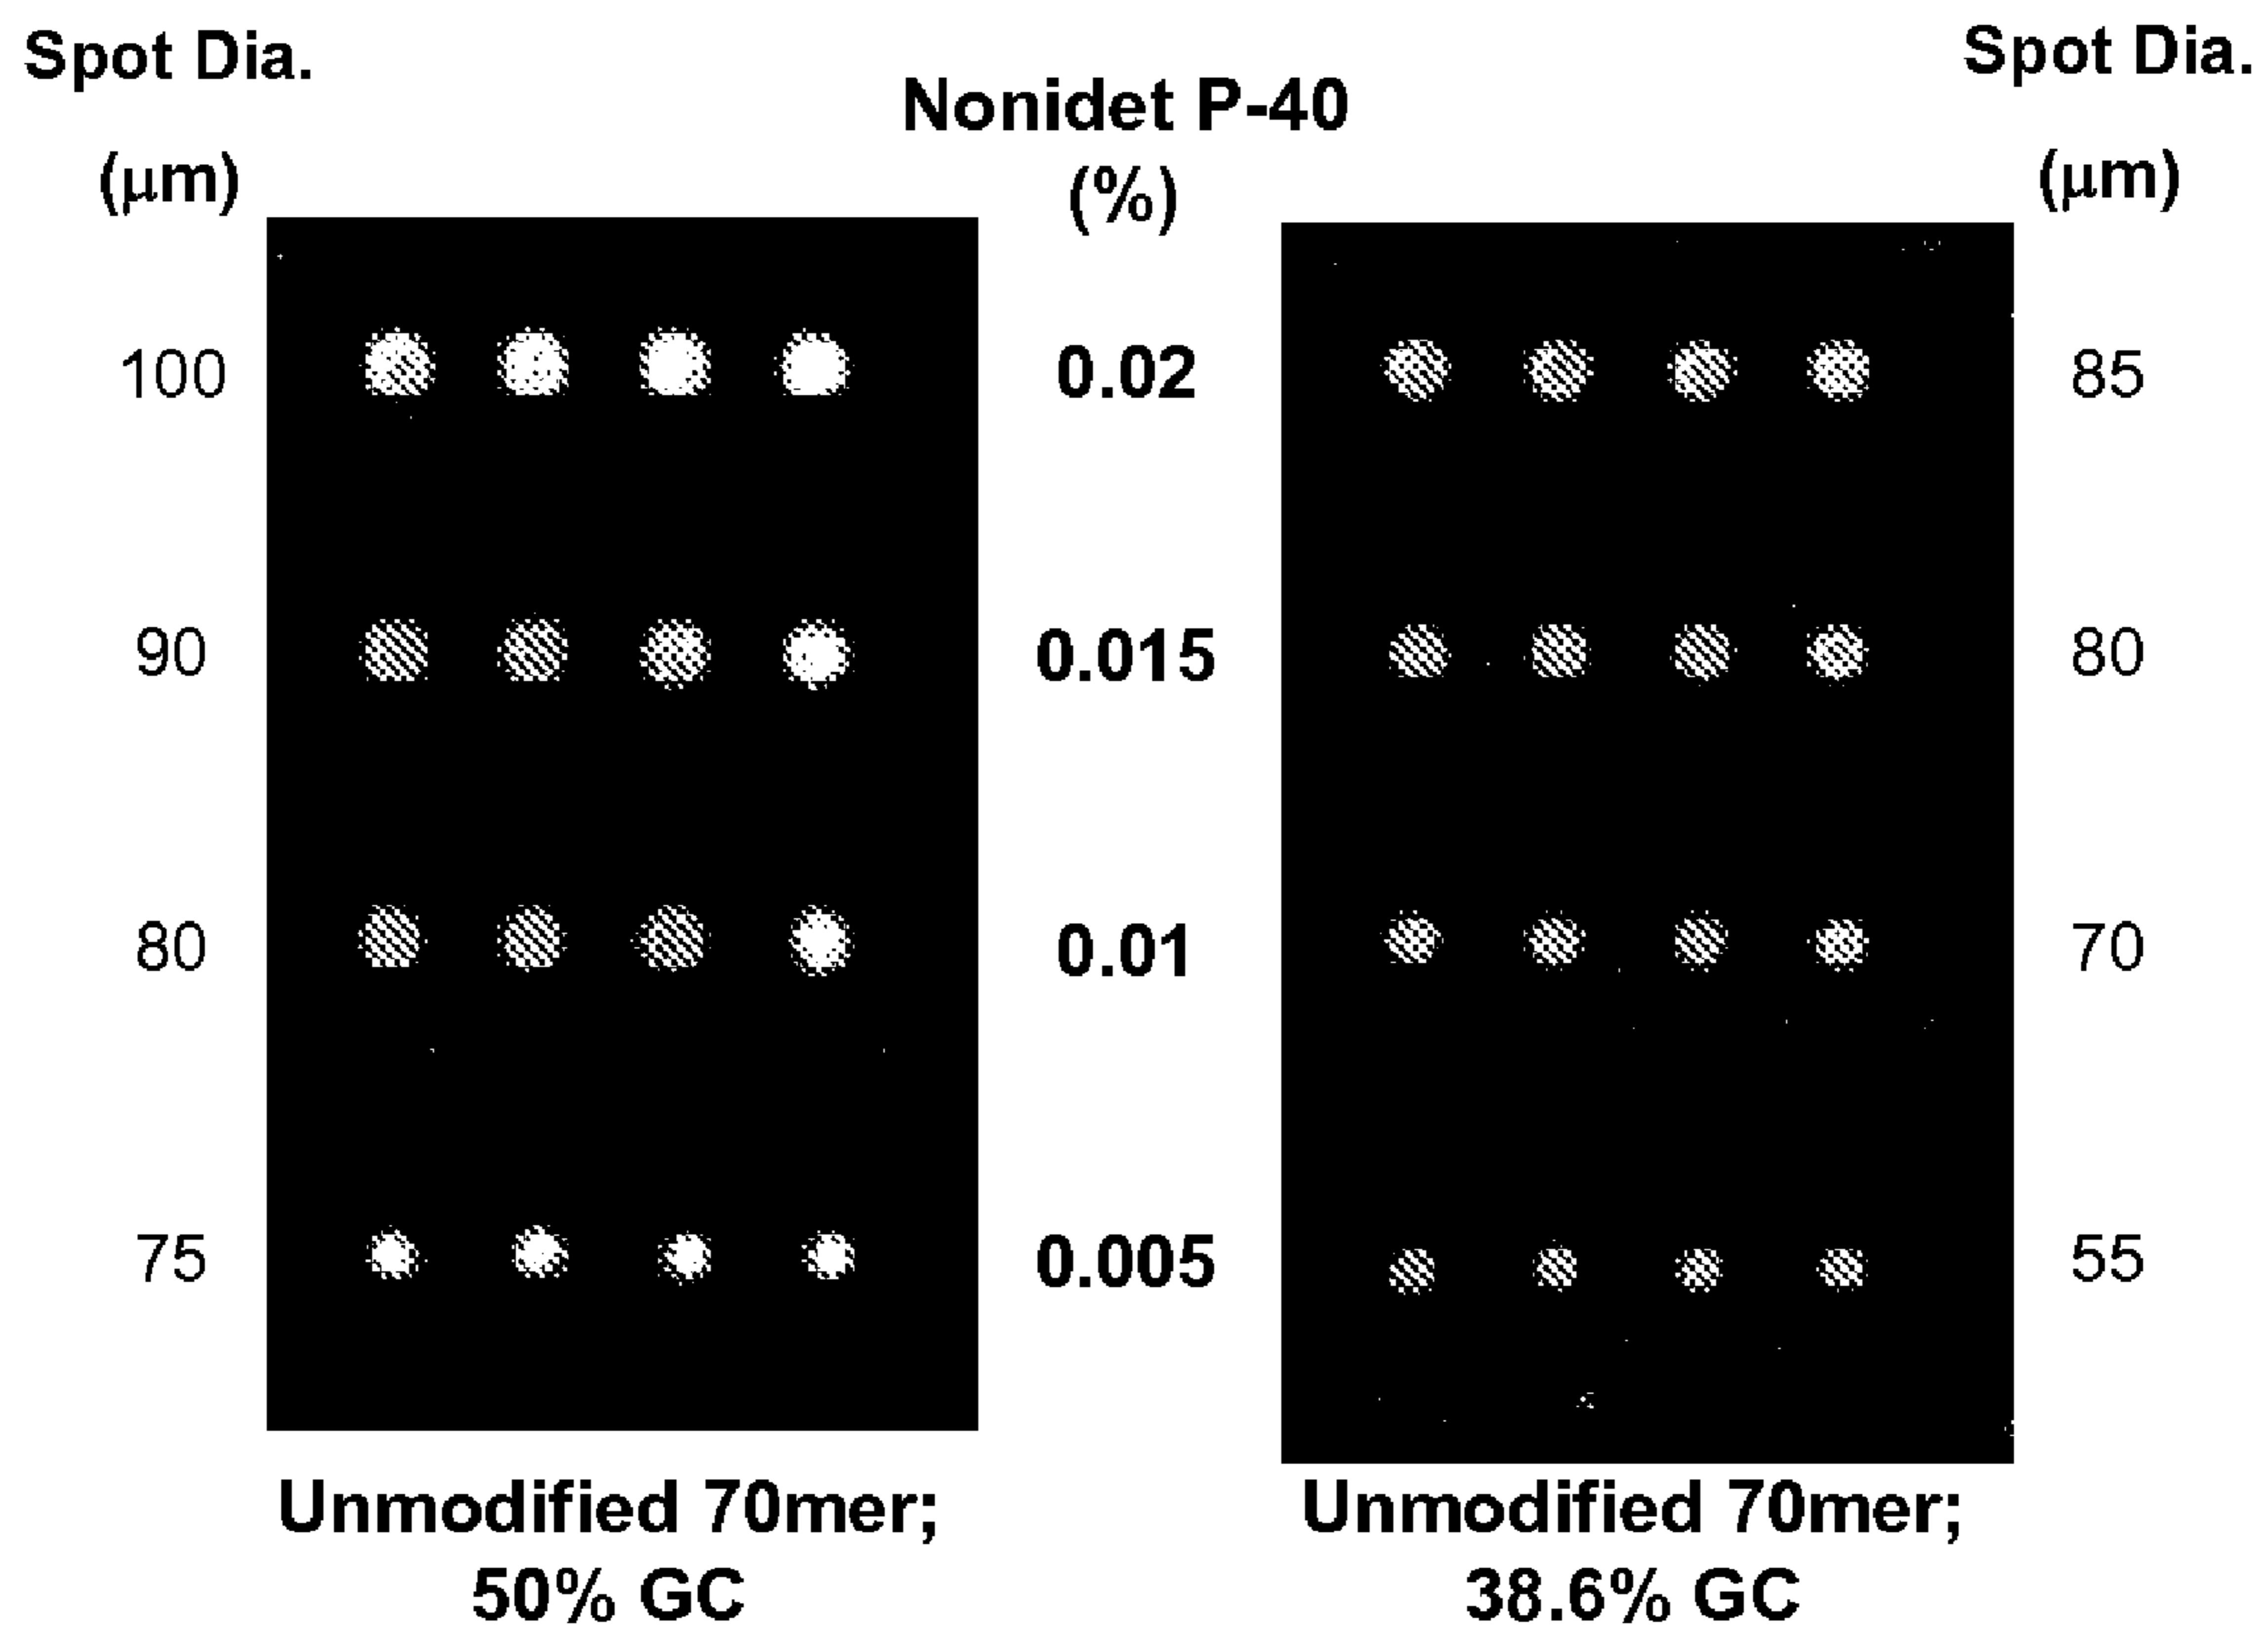 Spot Dia.
(μm)
Nonidet P-40
(%)
Spot Dia.
(μm)
100
0.02
85
90
0.015
80
80
0.01
70
75
0.005
55
Unmodified 70mer;
50% GC
Unmodified 70mer;
38.6% GC